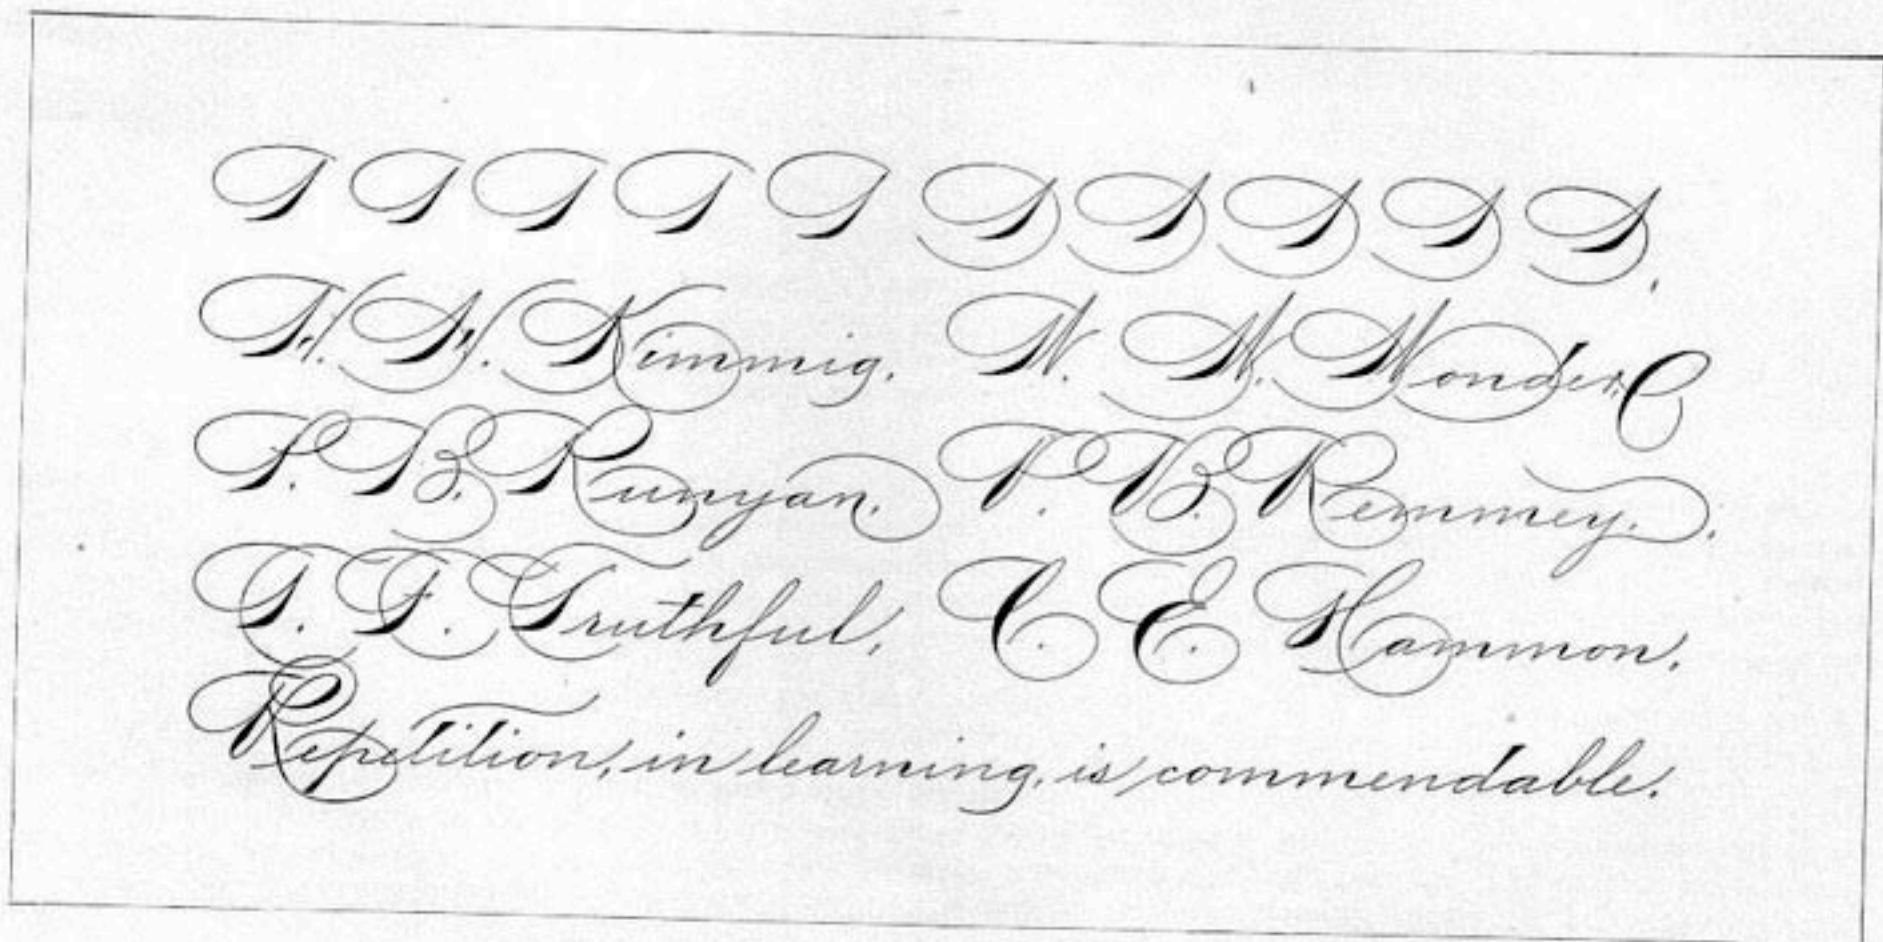 Kimmig. W. W. Wonder,
P. B. Runyan. P. B. Remmey.
T. F. Truthful. C. E. Hammon.
Repetition, in learning, is commendable.